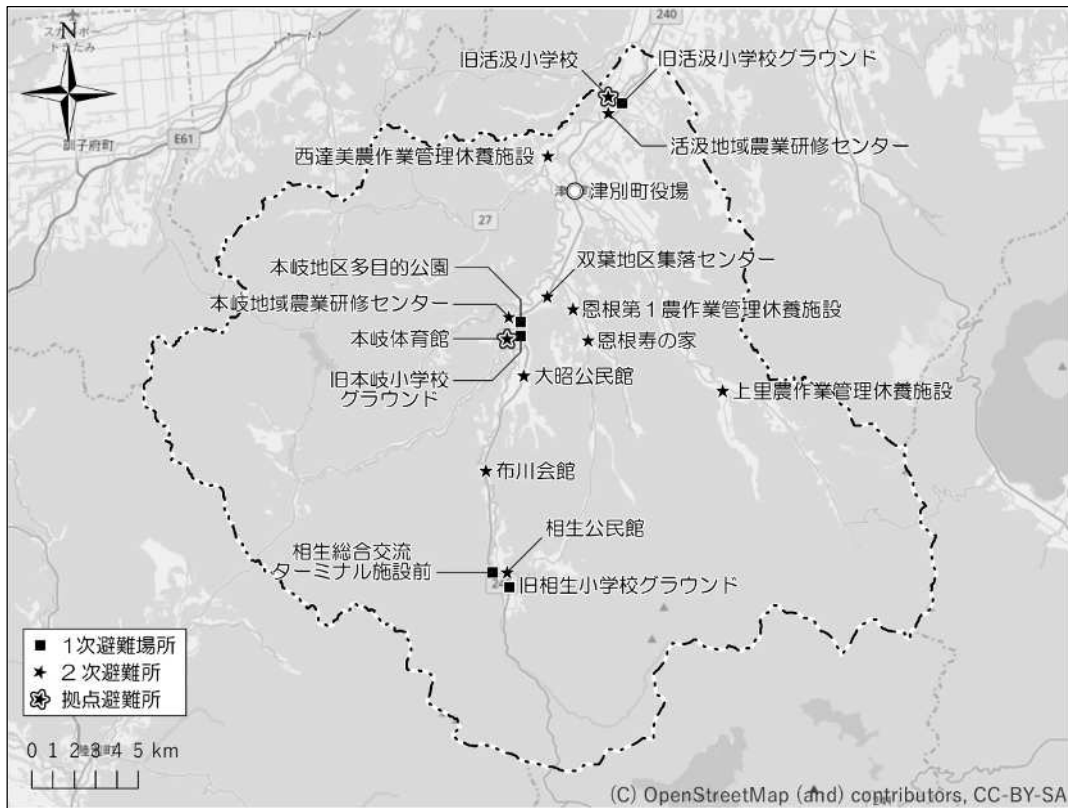 240
N
旧活汲小学校
旧活汲小学校グラウンド
E61
訓子府町
活汲地域農業研修センター
西達美農作業管理休養施設
津別町役場
27
双葉地区集落センター
本岐地区多目的公園
本岐地域農業研修センター
恩根第1農作業管理休養施設
本岐体育館
恩根寿の家
旧本岐小学校
グラウンド
大昭公民館
上里農作業管理休養施設
布川会館
相生公民館
相生総合交流
ターミナル施設前
旧相生小学校グラウンド
■ 1次避難場所
★ 2次避難所
拠点避難所
0 1 2 3 4 5 km
(C) OpenStreetMap (and) contributors, CC-BY-SA